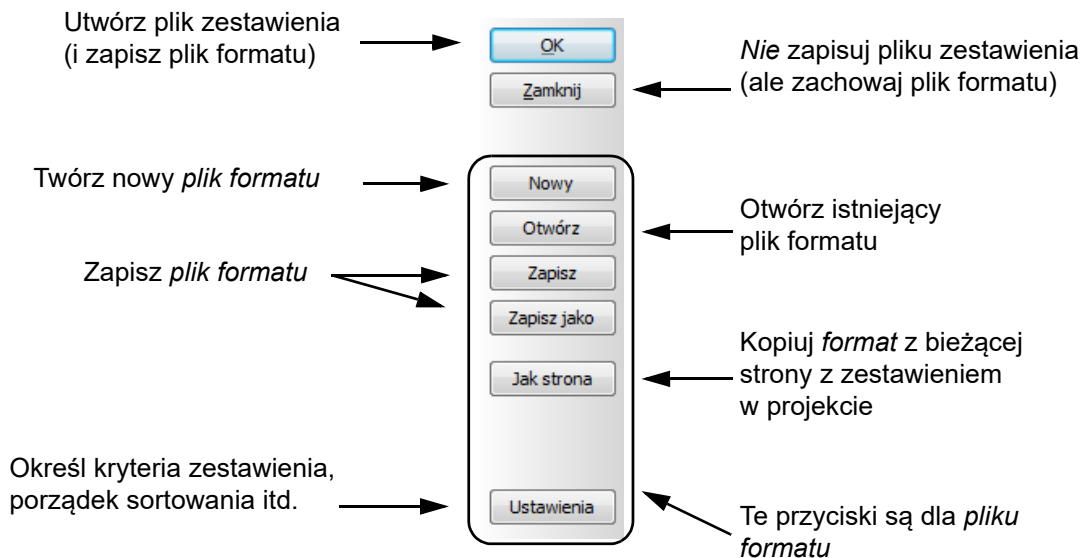 Utwórz plik zestawienia
(i zapisz plik formatu)
OK
Nie zapisuj pliku zestawienia
(ale zachowaj plik formatu)
Zamknij
Twórz nowy plik formatu
Nowy
Otwórz istniejący
plik formatu
Otwórz
Zapisz plik formatu
Zapisz
Zapisz jako
Kopiuj format z bieżącej
strony z zestawieniem
w projekcie
Jak strona
Określ kryteria zestawienia,
porządek sortowania itd.
Ustawienia
Te przyciski są dla pliku
formatu